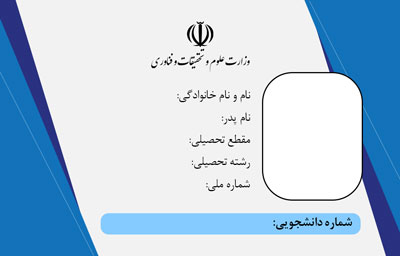 وزارت علوم و تحقیقات و فناوری
نام و نام خانوادگی:
نام پدر:
مقطع تحصیلی:
رشته تحصیلی:
شماره ملی:
شماره دانشجویی: